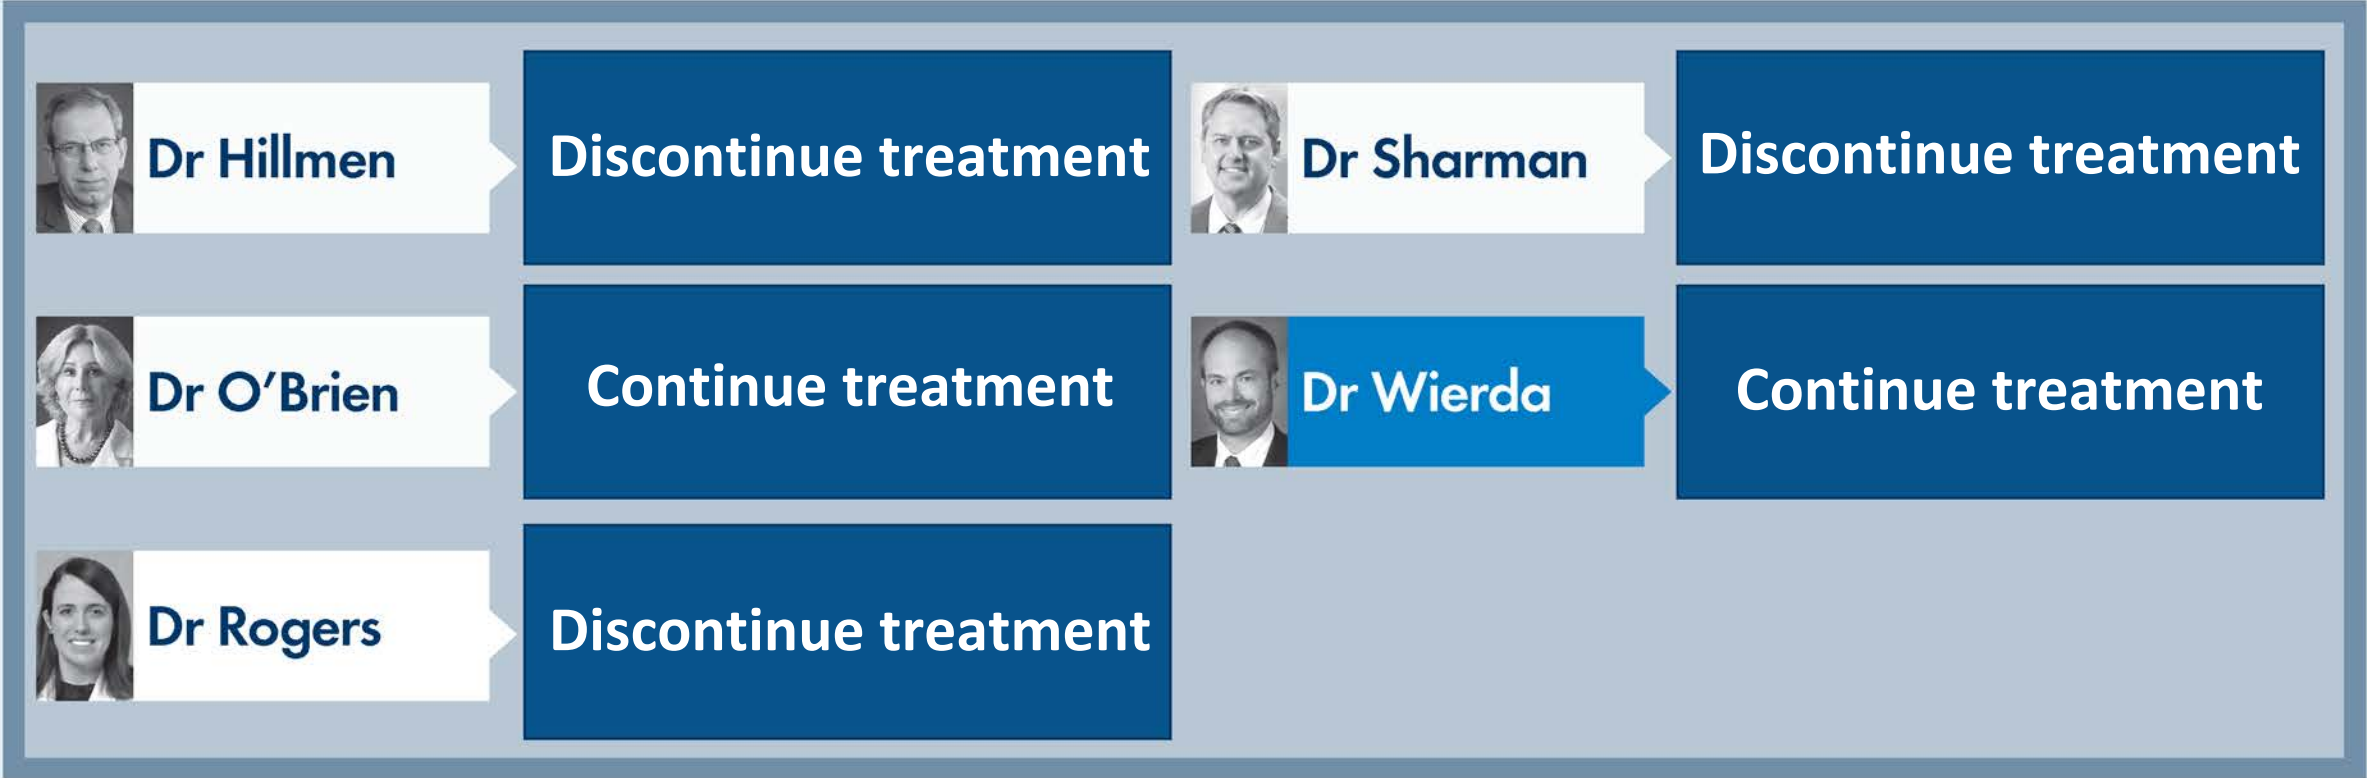 Dr Hillmen
Discontinue treatment
Dr Sharman
Discontinue treatment
Dr O’Brien
Continue treatment
Dr Wierda
Continue treatment
Dr Rogers
Discontinue treatment